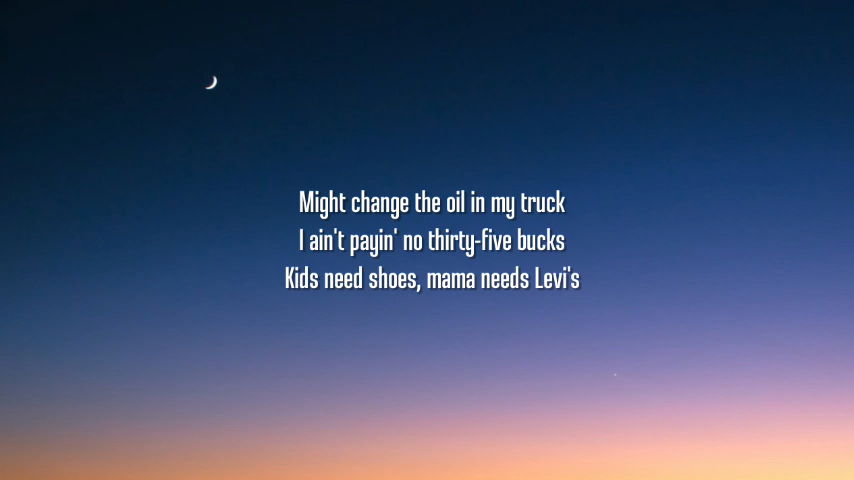 Might change the oil in my truck
I ain't payin' no thirty-five bucks
Kids need shoes, mama needs Levi's